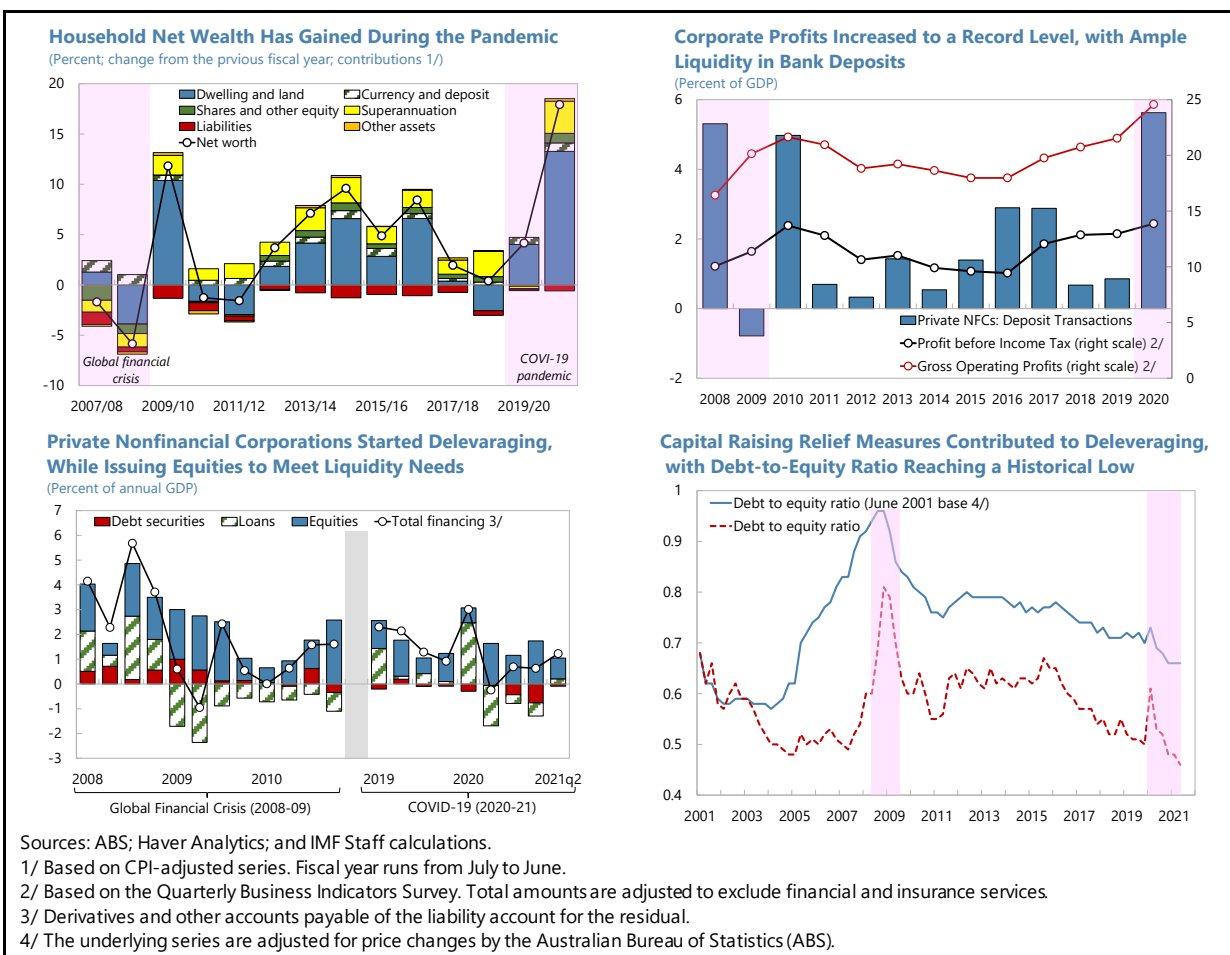 Household Net Wealth Has Gained During the Pandemic
(Percent; change from the prvious fiscal year; contributions 1/)
20
15
10
5
0
-5
-10
Dwelling and land
Currency and deposit
Shares and other equity
Superannuation
Liabilities
Other assets
Net worth
Global financial
crisis
COVI-19
pandemic
2007/08 2009/10 2011/12 2013/14 2015/16 2017/18 2019/20
Corporate Profits Increased to a Record Level, with Ample
Liquidity in Bank Deposits
(Percent of GDP)
6
4
2
0
-2
25
20
15
10
5
0
Private NFCs: Deposit Transactions
Profit before Income Tax (right scale) 2/
Gross Operating Profits (right scale) 2/
2008 2009 2010 2011 2012 2013 2014 2015 2016 2017 2018 2019 2020
Private Nonfinancial Corporations Started Delevaraging,
While Issuing Equities to Meet Liquidity Needs
(Percent of annual GDP)
7
6
5
4
3
2
1
0
-1
-2
-3
Debt securities
Loans
Equities
Total financing 3/
2008 2009 2010 2019 2020 2021q2
Global Financial Crisis (2008-09)
COVID-19 (2020-21)
Capital Raising Relief Measures Contributed to Deleveraging,
with Debt-to-Equity Ratio Reaching a Historical Low
1
0.9
0.8
0.7
0.6
0.5
0.4
Debt to equity ratio (June 2001 base 4/)
Debt to equity ratio
2001 2003 2005 2007 2009 2011 2013 2015 2017 2019 2021
Sources: ABS; Haver Analytics; and IMF Staff calculations.
1/ Based on CPI-adjusted series. Fiscal year runs from July to June.
2/ Based on the Quarterly Business Indicators Survey. Total amounts are adjusted to exclude financial and insurance services.
3/ Derivatives and other accounts payable of the liability account for the residual.
4/ The underlying series are adjusted for price changes by the Australian Bureau of Statistics (ABS).